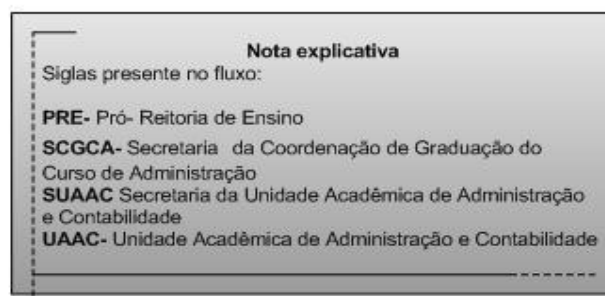 Nota explicativa
Siglas presente no fluxo:
PRE- Pró- Reitoria de Ensino
SCGCA- Secretaria da Coordenação de Graduação do
Curso de Administração
SUAAC Secretaria da Unidade Acadêmica de Administração
e Contabilidade
UAAC- Unidade Acadêmica de Administração e Contabilidade